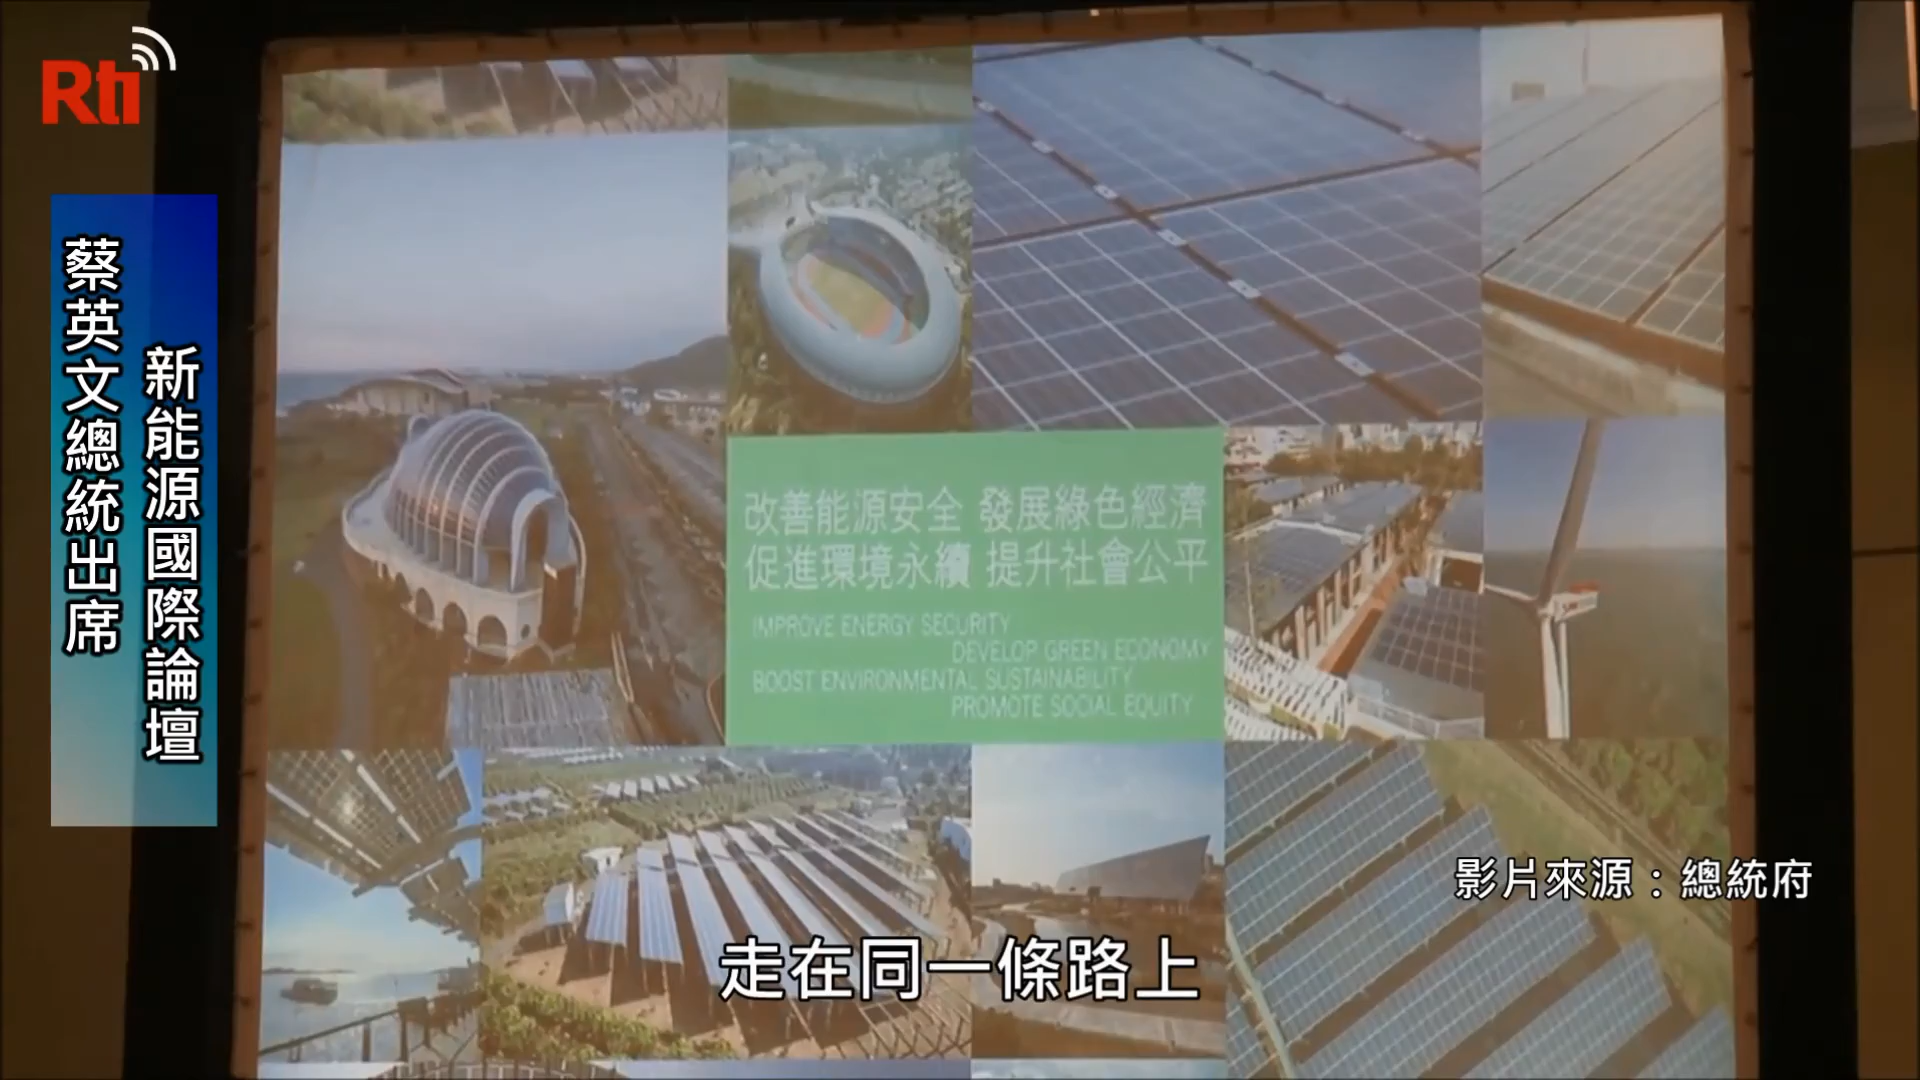 Rti
蔡英文總統出席
新能源國際論壇
改善能源安全 發展綠色經濟
促進環境永續 提升社會公平
IMPROVE ENERGY SECURITY
DEVELOP GREEN ECONOMY
BOOST ENVIRONMENTAL SUSTAINABILITY
PROMOTE SOCIAL EQUITY
影片來源：總統府
走在同一條路上